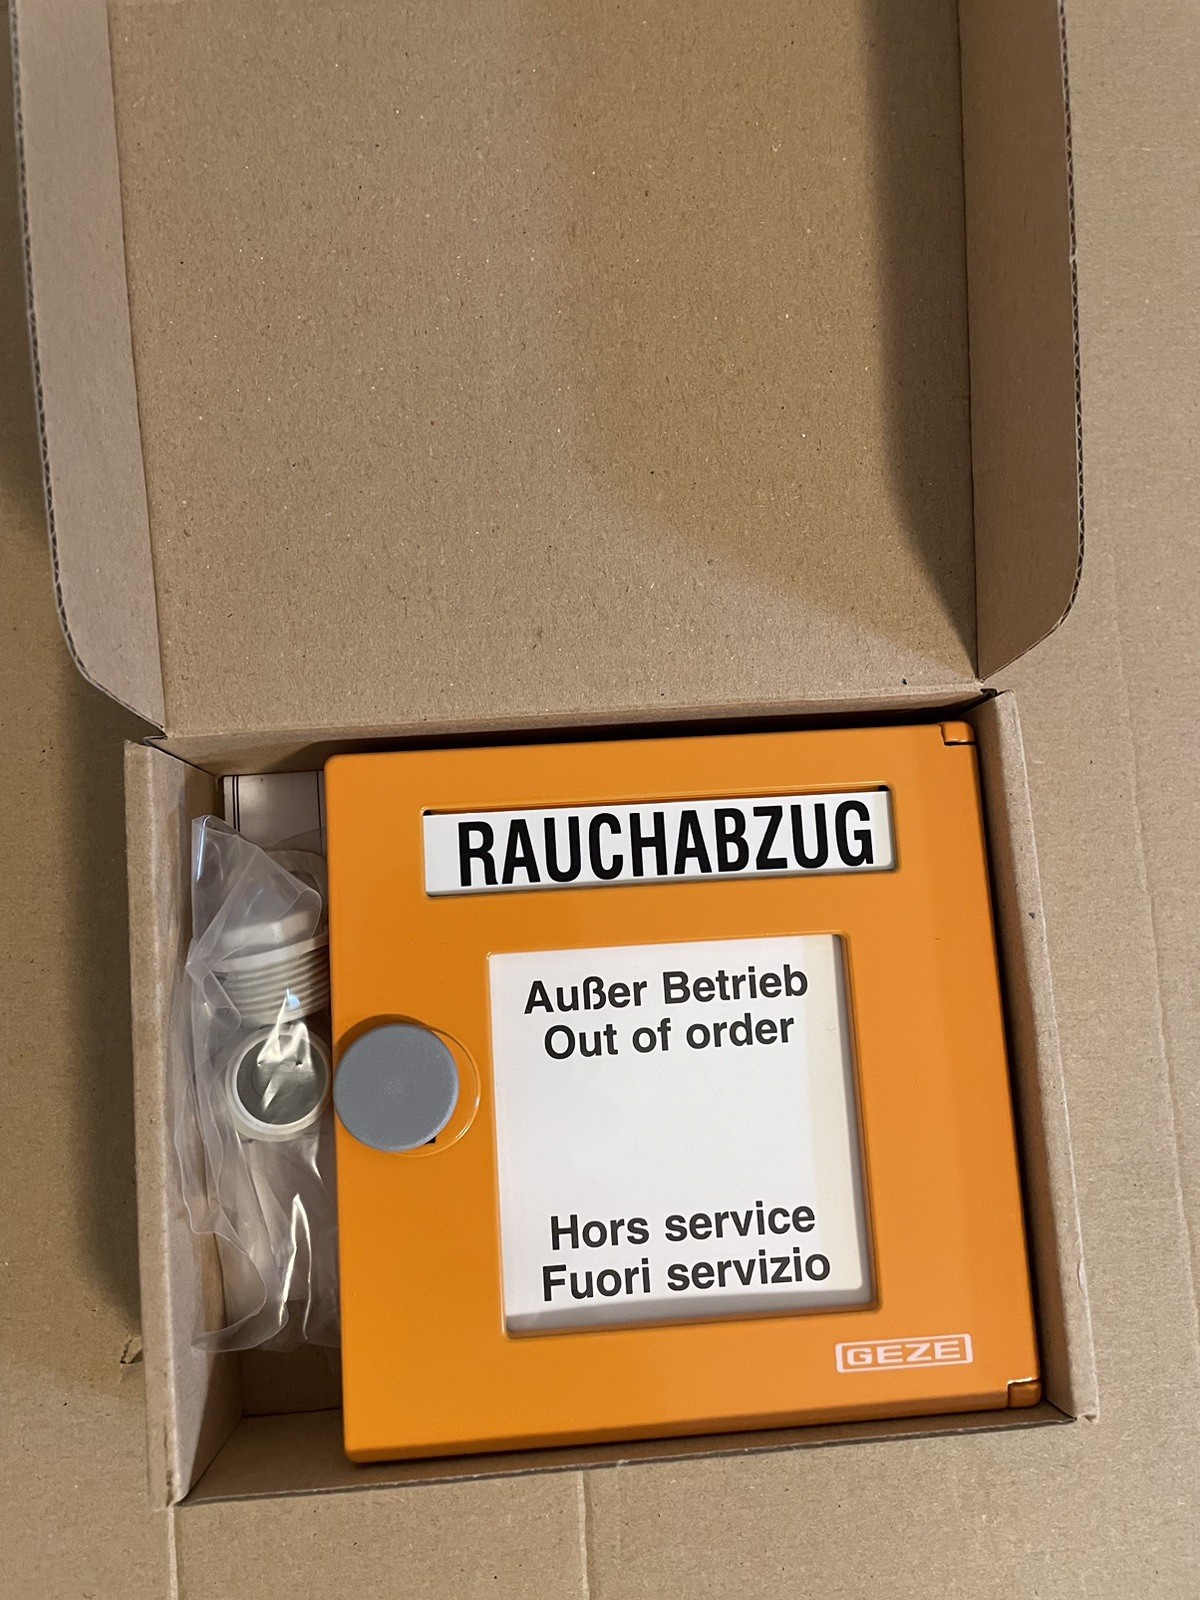 RAUCHABZUG
Außer Betrieb
Out of order
Hors service
Fuori servizio
GEZE